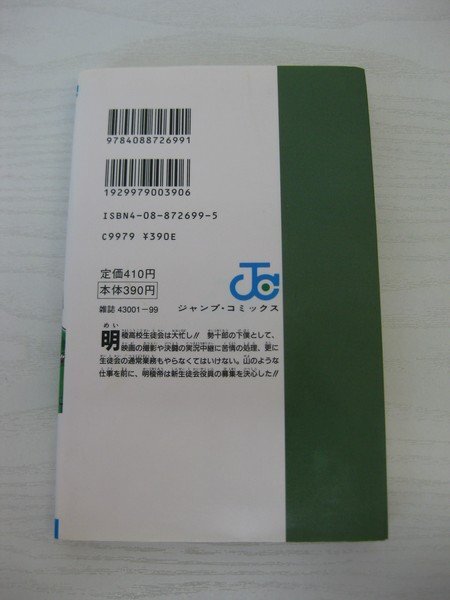 9784088726991
1929979003906
ISBN4-08-872699-5
C9979 ¥390E
定価410円
本体390円
雑誌 43001-99
JC
ジャンプ・コミックス
めい
明稜高校生徒会は大忙し!! 勢十郎の下僕として、
映画の撮影や決闘の実況中継に苦情の処理、更に
生徒会の通常業務もやらなくてはいけない。山のような
仕事を前に、明稜帝は新生徒会役員の募集を決心した!!